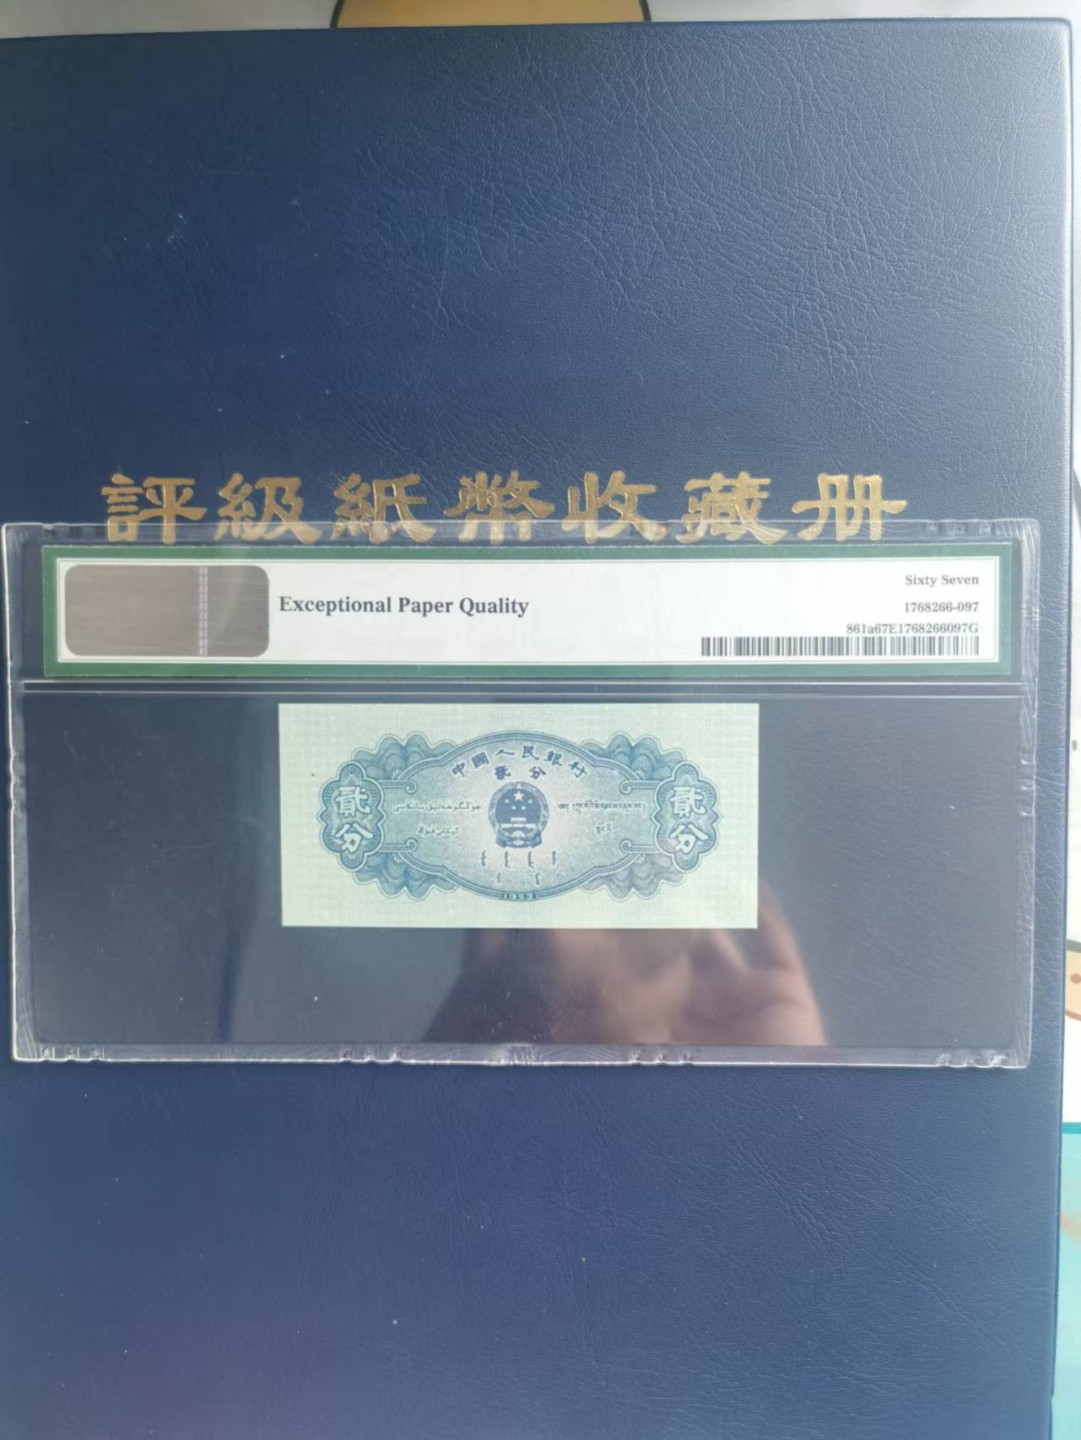 評級紙幣收藏册
Exceptional Paper Quality
Sixty Seven
1768266-097
861a67E1768266097G
中國人民銀行
貳分
貳分
貳分
1953